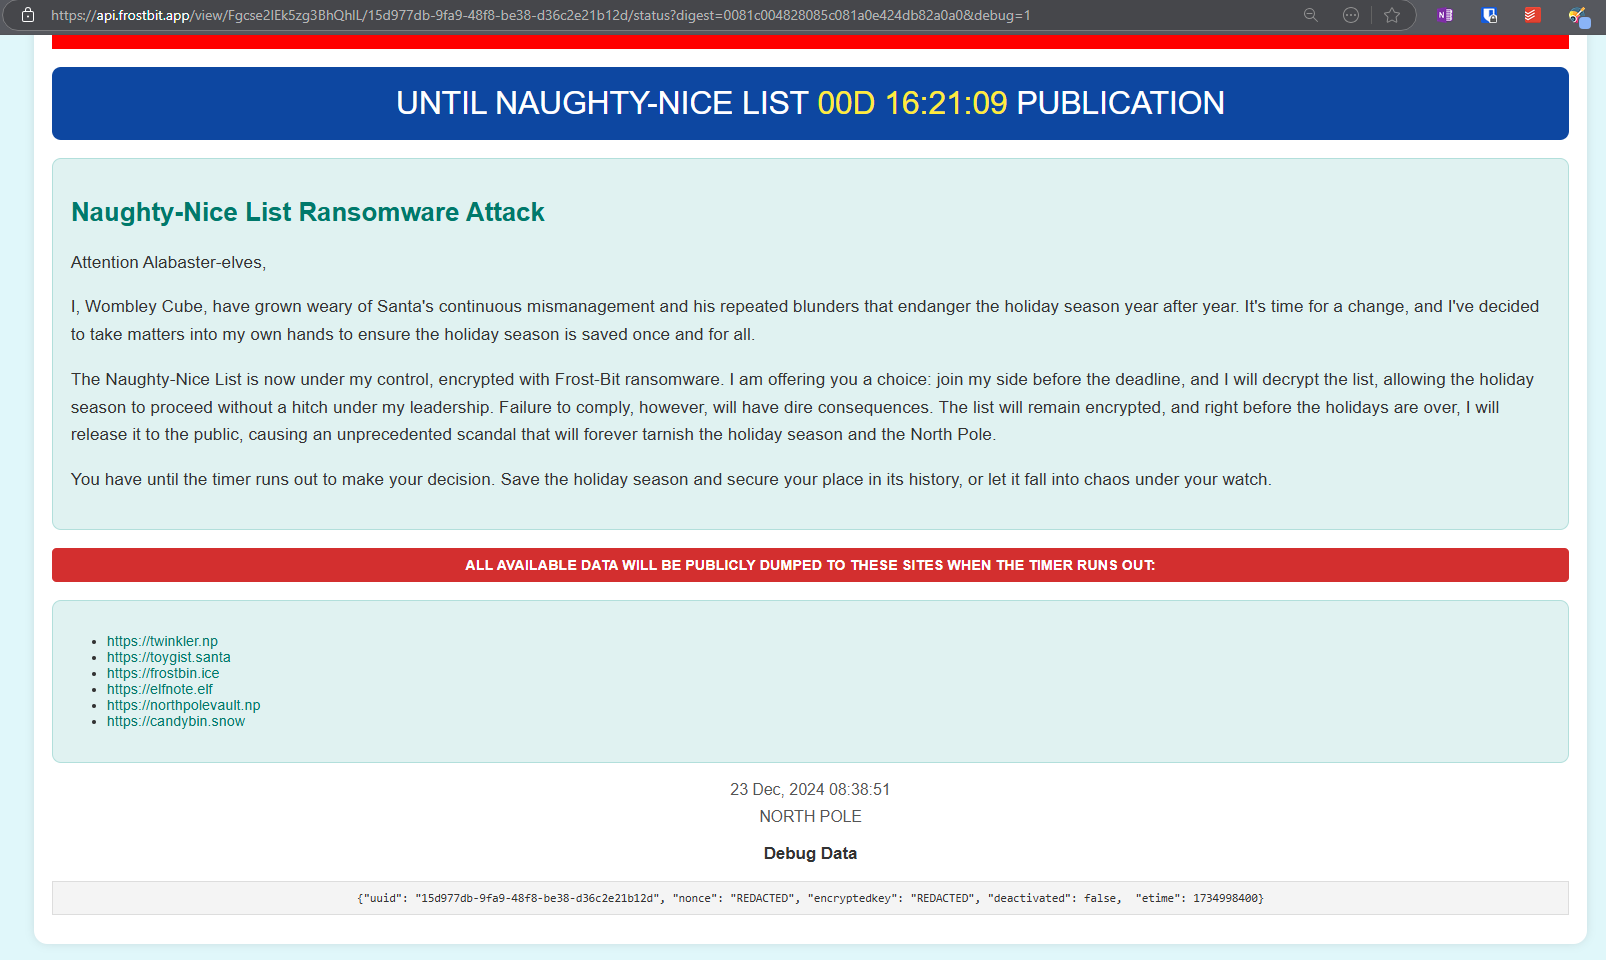 https://api.frostbit.app/view/Fgcse2IEk5zg3BhQhIL/15d977db-9fa9-48f8-be38-d36c2e21b12d/status?digest=0081c004828085c081a0e424db82a0a0&debug=1
UNTIL NAUGHTY-NICE LIST 00D 16:21:09 PUBLICATION
Naughty-Nice List Ransomware Attack
Attention Alabaster-elves,
I, Wombley Cube, have grown weary of Santa's continuous mismanagement and his repeated blunders that endanger the holiday season year after year. It's time for a change, and I've decided
to take matters into my own hands to ensure the holiday season is saved once and for all.
The Naughty-Nice List is now under my control, encrypted with Frost-Bit ransomware. I am offering you a choice: join my side before the deadline, and I will decrypt the list, allowing the holiday
season to proceed without a hitch under my leadership. Failure to comply, however, will have dire consequences. The list will remain encrypted, and right before the holidays are over, I will
release it to the public, causing an unprecedented scandal that will forever tarnish the holiday season and the North Pole.
You have until the timer runs out to make your decision. Save the holiday season and secure your place in its history, or let it fall into chaos under your watch.
ALL AVAILABLE DATA WILL BE PUBLICLY DUMPED TO THESE SITES WHEN THE TIMER RUNS OUT:
• https://twinkler.np
• https://toygist.santa
• https://frostbin.ice
• https://elfnote.elf
• https://northpolevault.np
• https://candybin.snow
23 Dec, 2024 08:38:51
NORTH POLE
Debug Data
{"uuid": "15d977db-9fa9-48f8-be38-d36c2e21b12d", "nonce": "REDACTED", "encryptedkey": "REDACTED", "deactivated": false,  "etime": 1734998400}